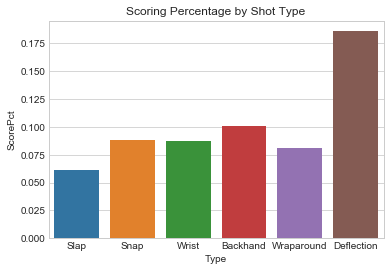 Scoring Percentage by Shot Type
ScorePct
0.175
0.150
0.125
0.100
0.075
0.050
0.025
0.000
Slap Snap Wrist Backhand Wraparound Deflection
Type